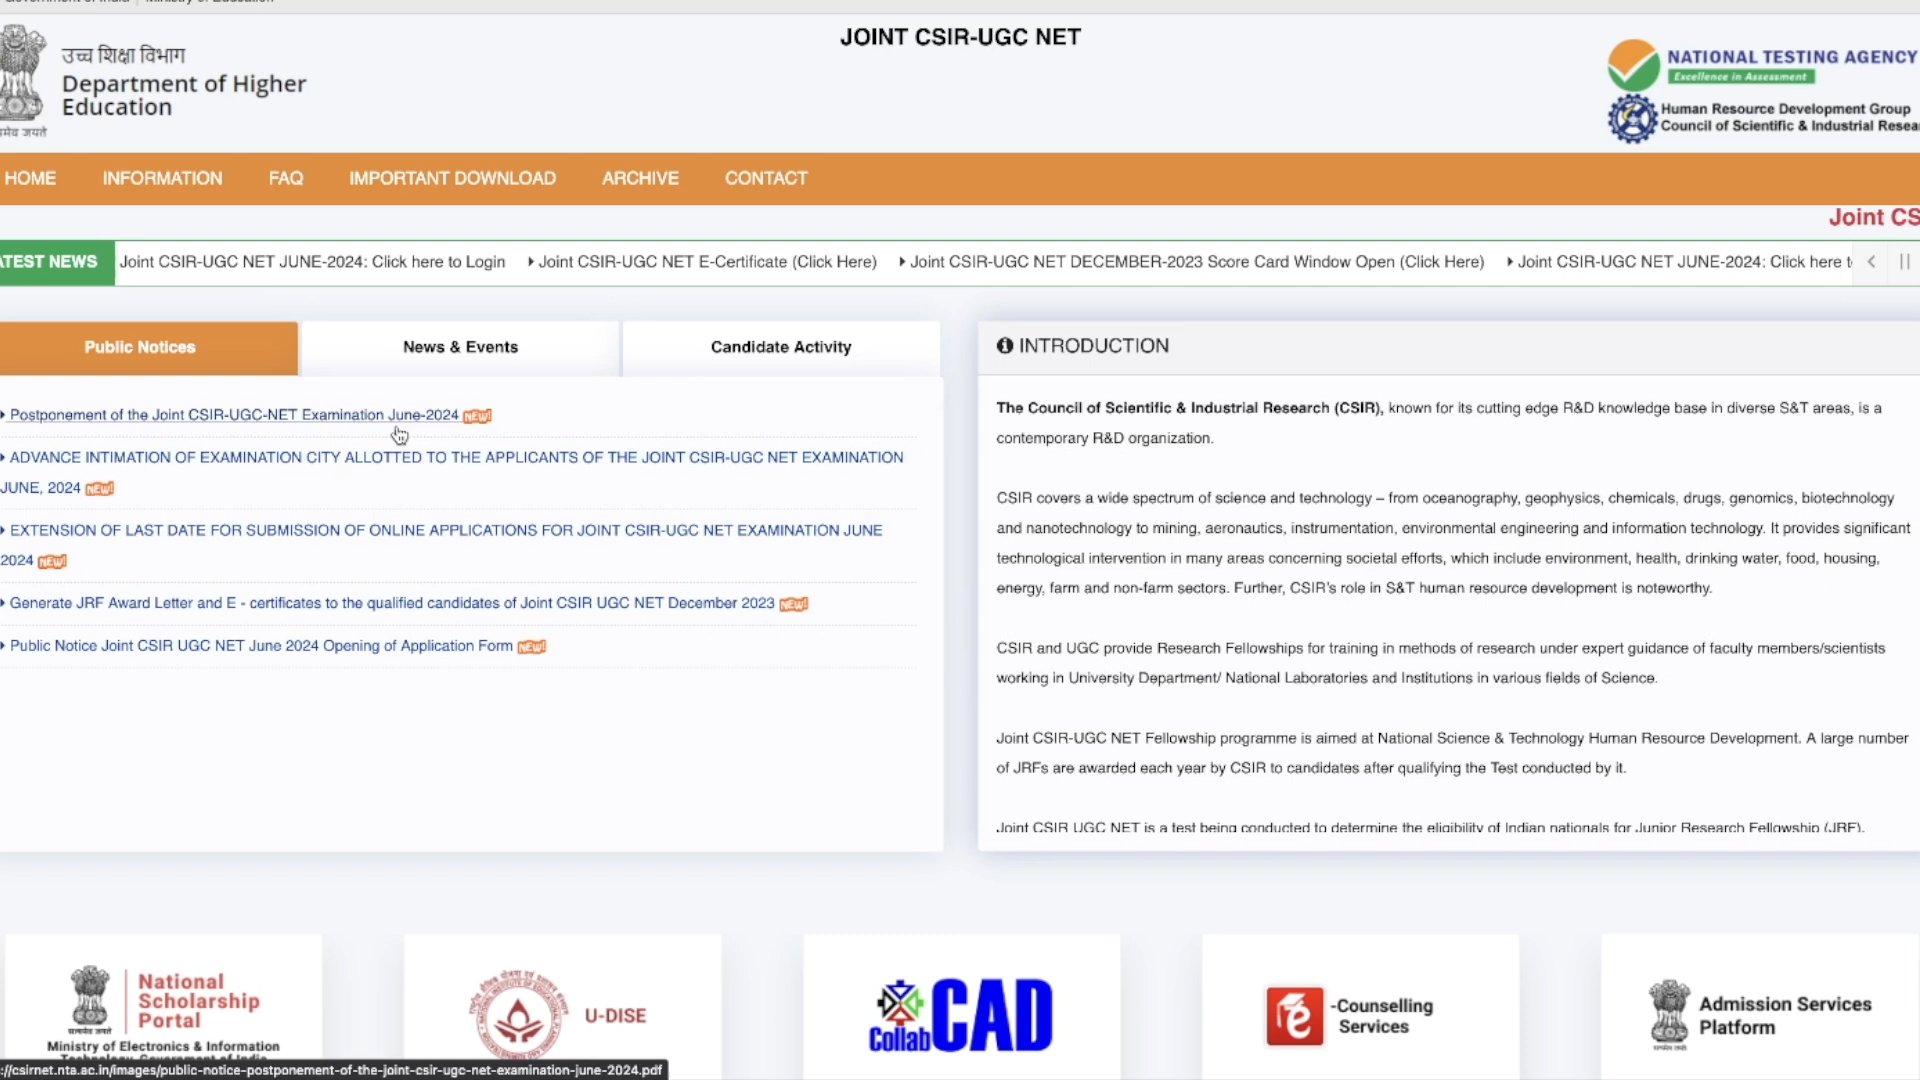 JOINT CSIR-UGC NET
उच्च शिक्षा विभाग
Department of Higher
Education
NATIONAL TESTING AGENCY
Excellence in Assessment
Human Resource Development Group
Council of Scientific & Industrial Resea
HOME INFORMATION FAQ IMPORTANT DOWNLOAD ARCHIVE CONTACT
Joint CS
ATEST NEWS Joint CSIR-UGC NET JUNE-2024: Click here to Login Joint CSIR-UGC NET E-Certificate (Click Here) Joint CSIR-UGC NET DECEMBER-2023 Score Card Window Open (Click Here) Joint CSIR-UGC NET JUNE-2024: Click here t
Public Notices News & Events Candidate Activity
Postponement of the Joint CSIR-UGC-NET Examination June-2024 NEW!
ADVANCE INTIMATION OF EXAMINATION CITY ALLOTTED TO THE APPLICANTS OF THE JOINT CSIR-UGC NET EXAMINATION
JUNE, 2024 NEW!
EXTENSION OF LAST DATE FOR SUBMISSION OF ONLINE APPLICATIONS FOR JOINT CSIR-UGC NET EXAMINATION JUNE
2024 NEW!
Generate JRF Award Letter and E - certificates to the qualified candidates of Joint CSIR UGC NET December 2023 NEW!
Public Notice Joint CSIR UGC NET June 2024 Opening of Application Form NEW!
INTRODUCTION
The Council of Scientific & Industrial Research (CSIR), known for its cutting edge R&D knowledge base in diverse S&T areas, is a
contemporary R&D organization.
CSIR covers a wide spectrum of science and technology – from oceanography, geophysics, chemicals, drugs, genomics, biotechnology
and nanotechnology to mining, aeronautics, instrumentation, environmental engineering and information technology. It provides significant
technological intervention in many areas concerning societal efforts, which include environment, health, drinking water, food, housing,
energy, farm and non-farm sectors. Further, CSIR's role in S&T human resource development is noteworthy.
CSIR and UGC provide Research Fellowships for training in methods of research under expert guidance of faculty members/scientists
working in University Department/ National Laboratories and Institutions in various fields of Science.
Joint CSIR-UGC NET Fellowship programme is aimed at National Science & Technology Human Resource Development. A large number
of JRFs are awarded each year by CSIR to candidates after qualifying the Test conducted by it.
Joint CSIR UGC NET is a test being conducted to determine the eligibility of Indian nationals for Junior Research Fellowship (JRF),
National
Scholarship
Portal
सत्यमेव जयते
Ministry of Electronics & Information
Technology, Government of India
U-DISE
Collab CAD
e -Counselling
Services
Admission Services
Platform
://csirnet.nta.ac.in/images/public-notice-postponement-of-the-joint-csir-ugc-net-examination-june-2024.pdf